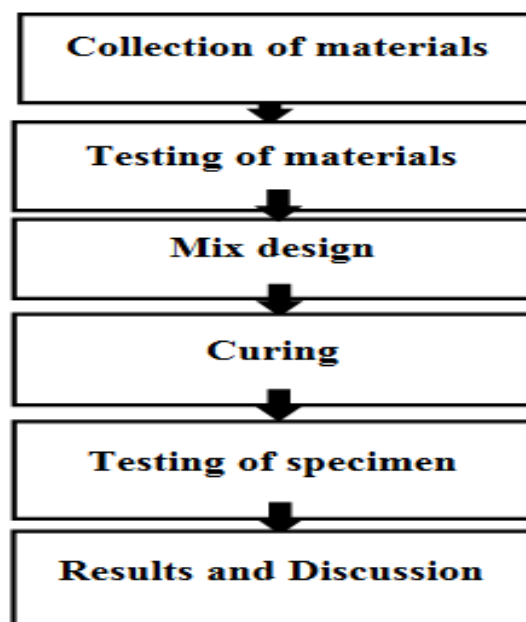 Collection of materials
Testing of materials
Mix design
Curing
Testing of specimen
Results and Discussion